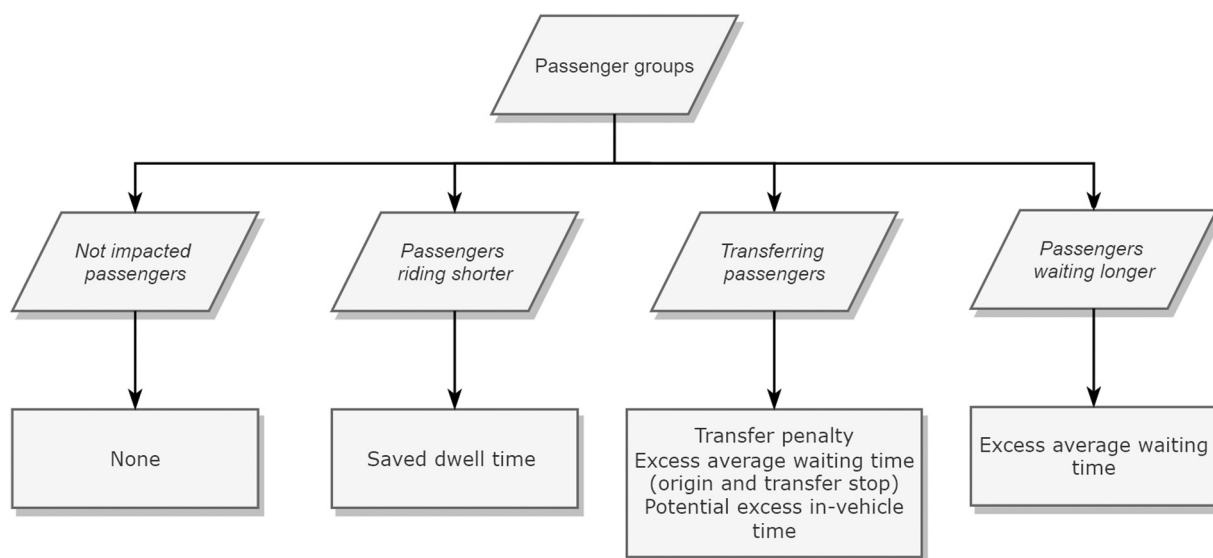 Passenger groups
Not impacted
passengers
Passengers
riding shorter
Transferring
passengers
Passengers
waiting longer
None
Saved dwell time
Transfer penalty
Excess average waiting time
(origin and transfer stop)
Potential excess in-vehicle
time
Excess average waiting
time